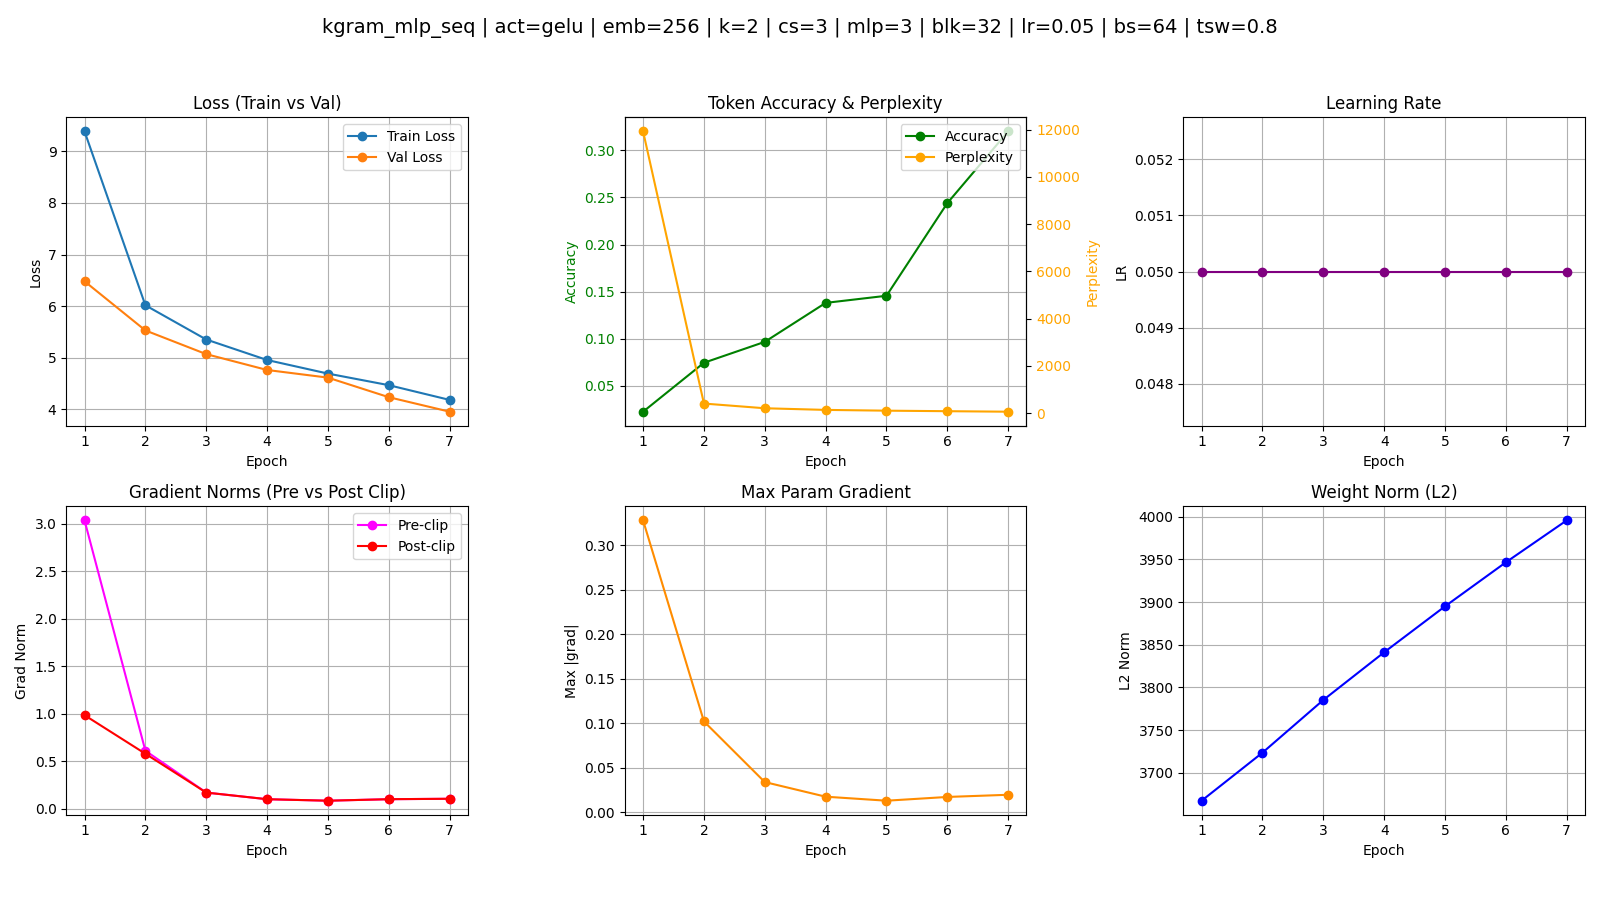 kgram_mlp_seq | act=gelu | emb=256 | k=2 | cs=3 | mlp=3 | blk=32 | lr=0.05 | bs=64 | tsw=0.8
Loss (Train vs Val)
Train Loss
Val Loss
9
8
7
6
5
4
Loss
1 2 3 4 5 6 7
Epoch
Token Accuracy & Perplexity
Accuracy
Perplexity
0.30
0.25
0.20
0.15
0.10
0.05
Accuracy
12000
10000
8000
6000
4000
2000
0
Perplexity
1 2 3 4 5 6 7
Epoch
Learning Rate
0.052
0.051
0.050
0.049
0.048
LR
1 2 3 4 5 6 7
Epoch
Gradient Norms (Pre vs Post Clip)
Pre-clip
Post-clip
3.0
2.5
2.0
1.5
1.0
0.5
0.0
Grad Norm
1 2 3 4 5 6 7
Epoch
Max Param Gradient
0.30
0.25
0.20
0.15
0.10
0.05
0.00
Max |grad|
1 2 3 4 5 6 7
Epoch
Weight Norm (L2)
4000
3950
3900
3850
3800
3750
3700
L2 Norm
1 2 3 4 5 6 7
Epoch